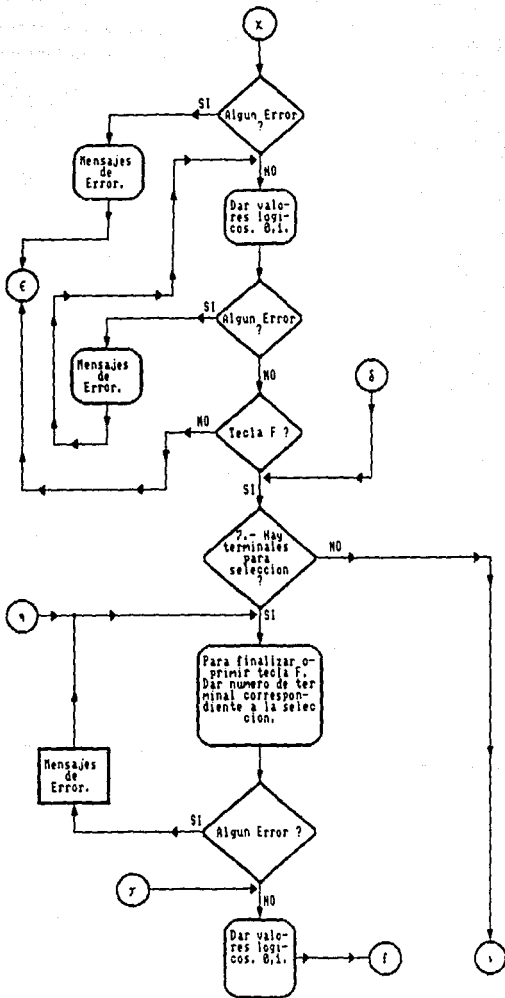 X
SI
Algun Error
?
Mensajes
de
Error.
NO
Dar valo-
res logi-
cos. 0,1.
ε
SI
Algun Error
?
Mensajes
de
Error.
NO
δ
NO
Tecla F ?
SI
7.- Hay
terminales
para
seleccion
?
NO
SI
Para finalizar o-
primir tecla F.
Dar numero de ter
minal correspon-
diente a la selec
cion.
Mensajes
de
Error.
SI
Algun Error ?
NO
Dar valo-
res logi-
cos. 0,1.